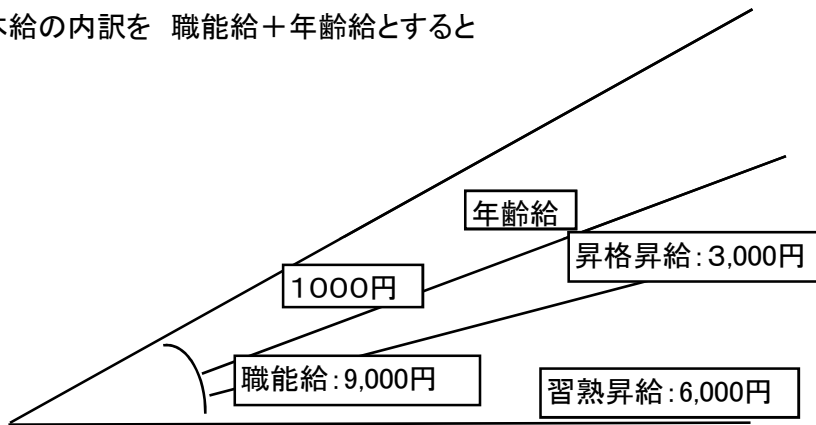 給の内訳を 職能給＋年齢給とすると
年齢給
昇格昇給：3,000円
１０００円
職能給：9,000円
習熟昇給：6,000円